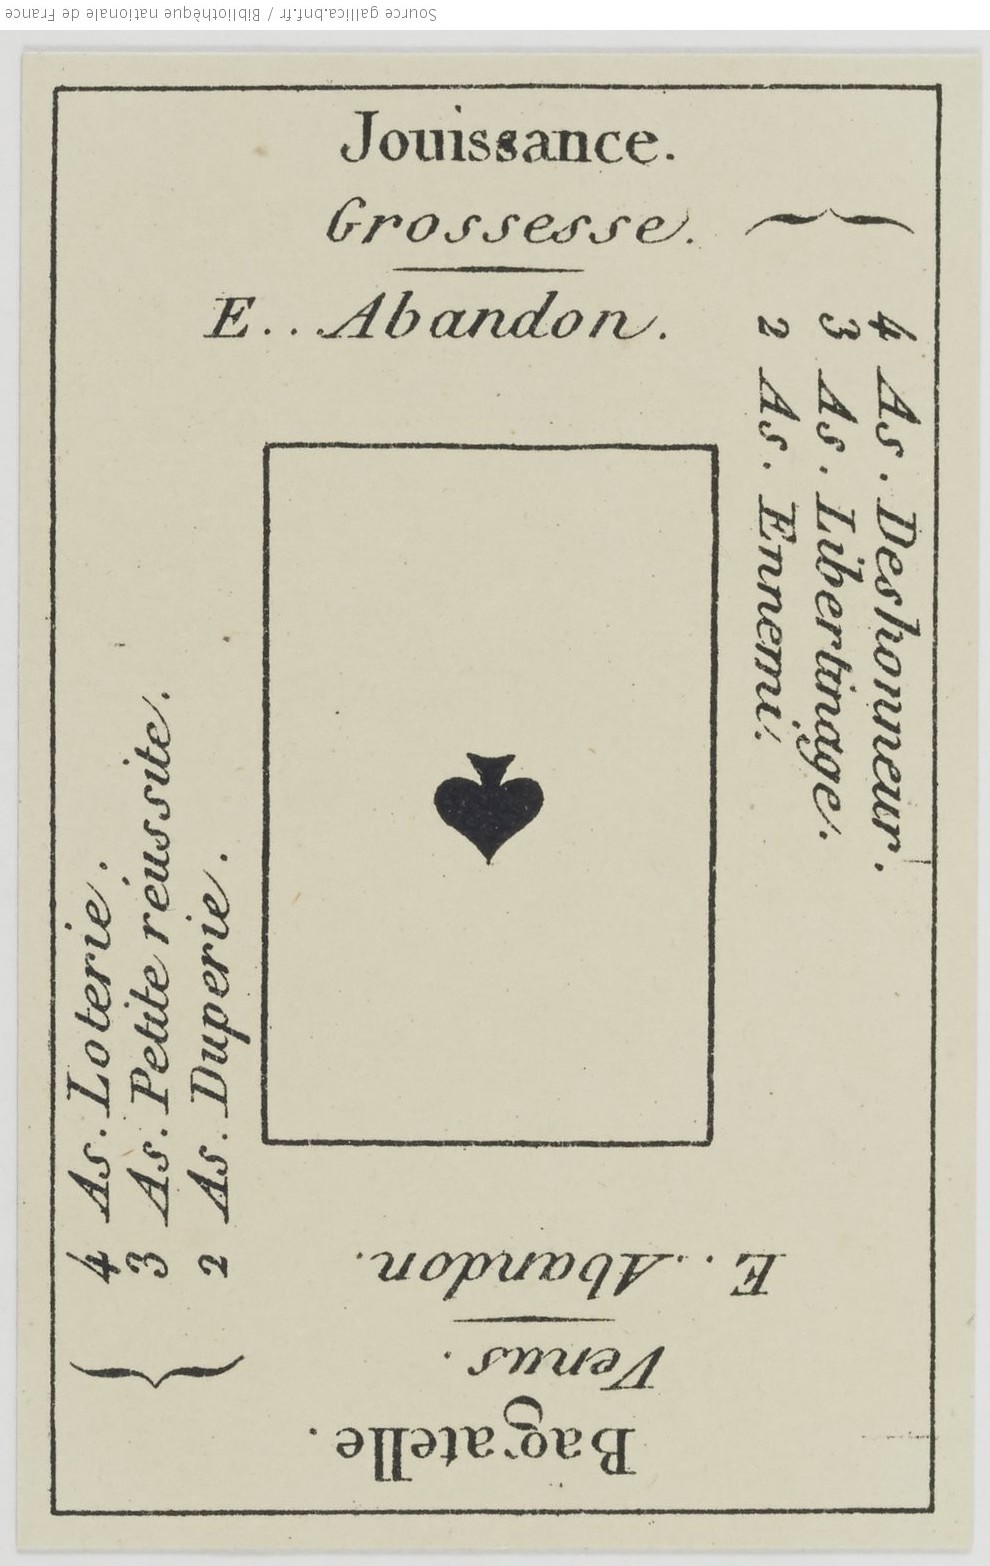 Source gallica.bnf.fr / Bibliothèque nationale de France
Jouissance.
Grossesse.
E...Abandon.
4 As. Deshonneur.
3 As. Libertinage.
2 As. Ennemi.
4 As. Loterie.
3 As. Petite réussite.
2 As. Duperie.
Bagatelle.
Venus.
E...Abandon.